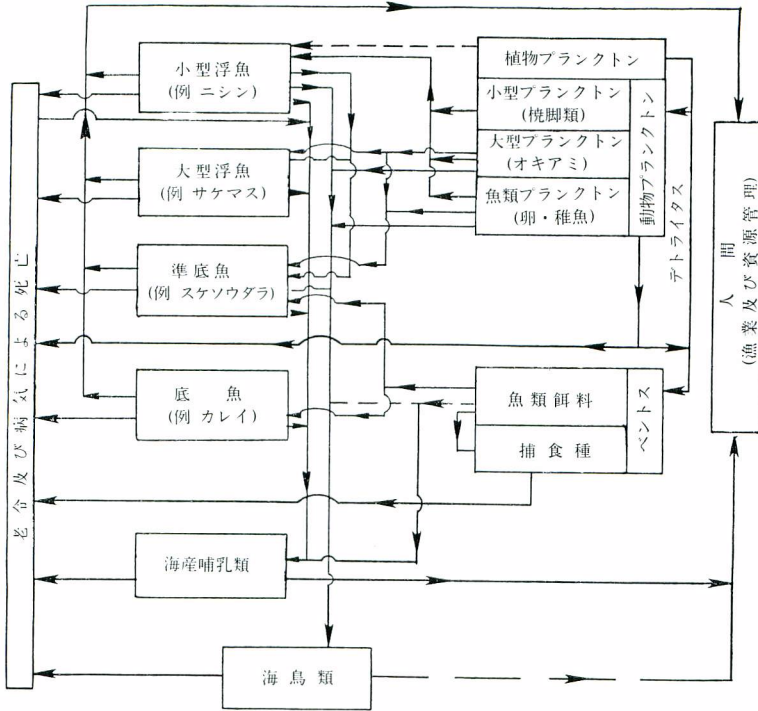 小型浮魚
(例 ニシン)
大型浮魚
(例 サケマス)
準底魚
(例 スケソウダラ)
底魚
(例 カレイ)
海産哺乳類
海鳥類
植物プランクトン
小型プランクトン
(橈脚類)
大型プランクトン
(オキアミ)
魚類プランクトン
(卵・稚魚)
動物プランクトン
デトライタス
魚類餌料
捕食種
ベントス
人間
(漁業及び資源管理)
老令及び病気による死亡